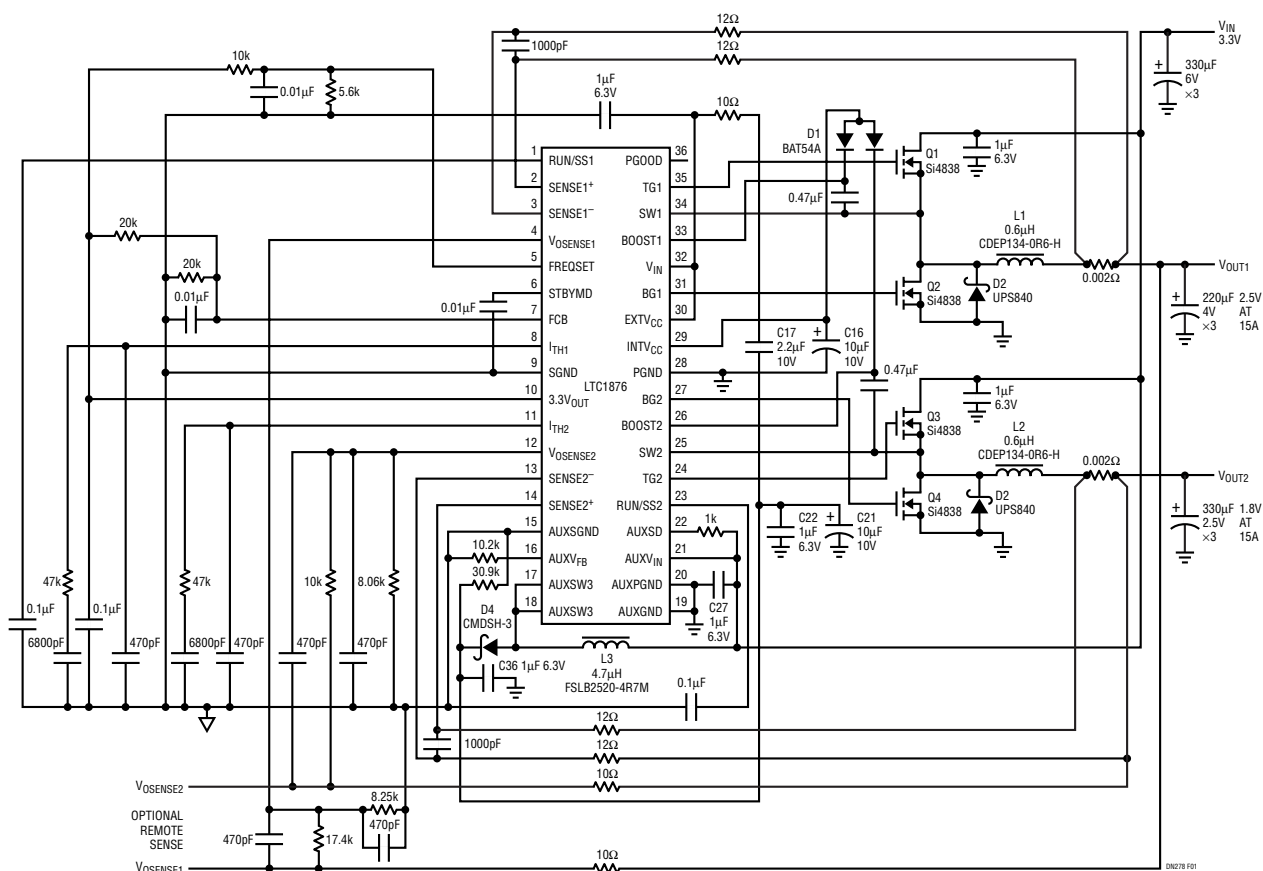 12Ω
1000pF
12Ω
V_IN
3.3V
+ 330μF
6V
×3
10k
0.01μF
5.6k
1μF
6.3V
10Ω
D1
BAT54A
Q1
Si4838
1μF
6.3V
0.47μF
L1
0.6μH
CDEP134-0R6-H
0.002Ω
V_OUT1
+ 220μF 2.5V
4V AT
×3 15A
Q2
Si4838
D2
UPS840
20k
20k
0.01μF
0.01μF
1 RUN/SS1
2 SENSE1+
3 SENSE1–
4 V_OSENSE1
5 FREQSET
6 STBYMD
7 FCB
8 I_TH1
9 SGND
10 3.3V_OUT
11 I_TH2
12 V_OSENSE2
13 SENSE2–
14 SENSE2+
15 AUXSGND
16 AUXV_FB
17 AUXSW3
18 AUXSW3
LTC1876
PGOOD 36
TG1 35
SW1 34
BOOST1 33
V_IN 32
BG1 31
EXTV_CC 30
INTV_CC 29
PGND 28
BG2 27
BOOST2 26
SW2 25
TG2 24
RUN/SS2 23
AUXSD 22
AUXV_IN 21
AUXPGND 20
AUXGND 19
C17
2.2μF
10V
+ C16
10μF
10V
0.47μF
Q3
Si4838
1μF
6.3V
L2
0.6μH
CDEP134-0R6-H
0.002Ω
V_OUT2
+ 330μF 1.8V
2.5V AT
×3 15A
Q4
Si4838
D2
UPS840
C22
1μF
6.3V
+ C21
10μF
10V
1k
C27
1μF
6.3V
10.2k
30.9k
D4
CMDSH-3
C36 1μF 6.3V
L3
4.7μH
FSLB2520-4R7M
0.1μF
47k
0.1μF
6800pF
0.1μF
470pF
47k
6800pF
470pF
10k
470pF
8.06k
470pF
12Ω
1000pF
12Ω
10Ω
V_OSENSE2
OPTIONAL
REMOTE
SENSE
V_OSENSE1
470pF
17.4k
8.25k
470pF
10Ω
DN278 F01